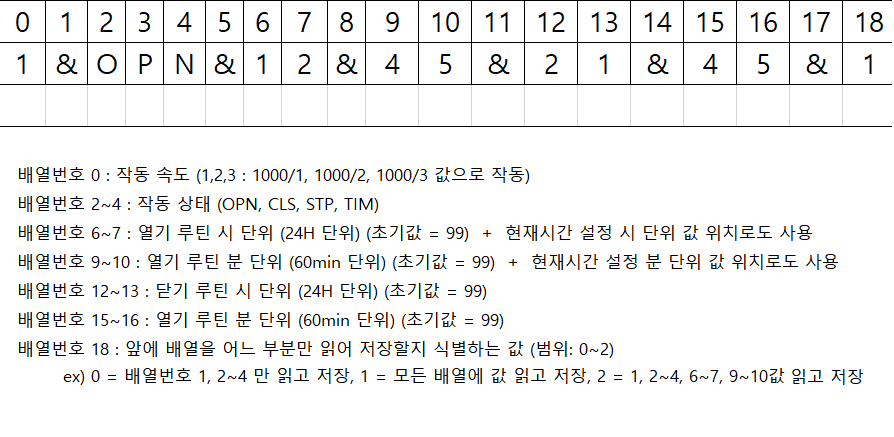 0 1 2 3 4 5 6 7 8 9 10 11 12 13 14 15 16 17 18
1 & O P N & 1 2 & 4 5 & 2 1 & 4 5 & 1
배열번호 0 : 작동 속도 (1,2,3 : 1000/1, 1000/2, 1000/3 값으로 작동)
배열번호 2~4 : 작동 상태 (OPN, CLS, STP, TIM)
배열번호 6~7 : 열기 루틴 시 단위 (24H 단위) (초기값 = 99) + 현재시간 설정 시 단위 값 위치로도 사용
배열번호 9~10 : 열기 루틴 분 단위 (60min 단위) (초기값 = 99) + 현재시간 설정 분 단위 값 위치로도 사용
배열번호 12~13 : 닫기 루틴 시 단위 (24H 단위) (초기값 = 99)
배열번호 15~16 : 열기 루틴 분 단위 (60min 단위) (초기값 = 99)
배열번호 18 : 앞에 배열을 어느 부분만 읽어 저장할지 식별하는 값 (범위: 0~2)
ex) 0 = 배열번호 1, 2~4 만 읽고 저장, 1 = 모든 배열에 값 읽고 저장, 2 = 1, 2~4, 6~7, 9~10값 읽고 저장